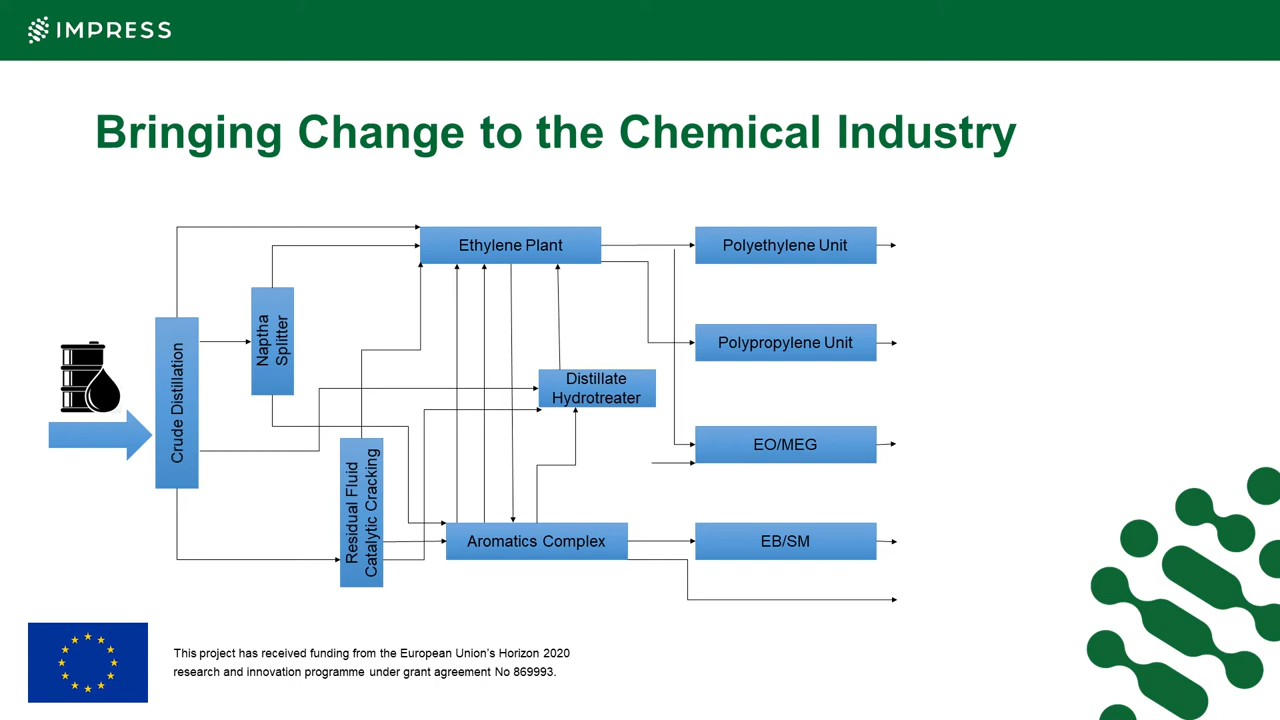 IMPRESS
Bringing Change to the Chemical Industry
Ethylene Plant
Polyethylene Unit
Naptha
Splitter
Crude Distillation
Polypropylene Unit
Distillate
Hydrotreater
EO/MEG
Residual Fluid
Catalytic Cracking
Aromatics Complex
EB/SM
This project has received funding from the European Union’s Horizon 2020
research and innovation programme under grant agreement No 869993.